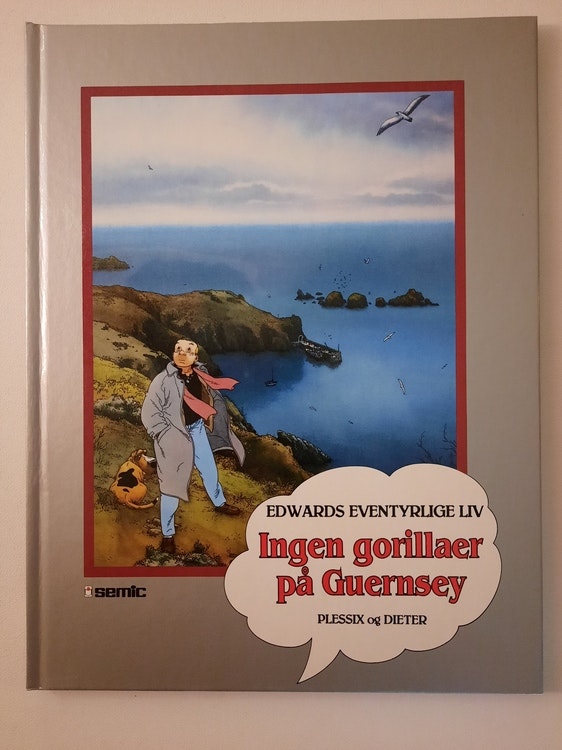 EDWARDS EVENTYRLIGE LIV
Ingen gorillaer
på Guernsey
PLESSIX og DIETER
semic